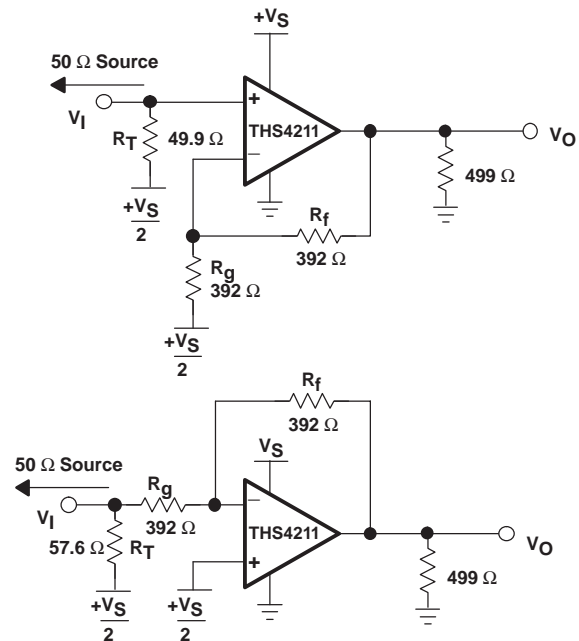 +VS
50 Ω Source
VI
+
THS4211
RT
49.9 Ω
−
VO
499 Ω
+VS
2
Rf
392 Ω
Rg
392 Ω
+VS
2
Rf
392 Ω
VS
50 Ω Source
Rg
VI
392 Ω
−
THS4211
57.6 Ω
RT
+
VO
499 Ω
+VS
2
+VS
2